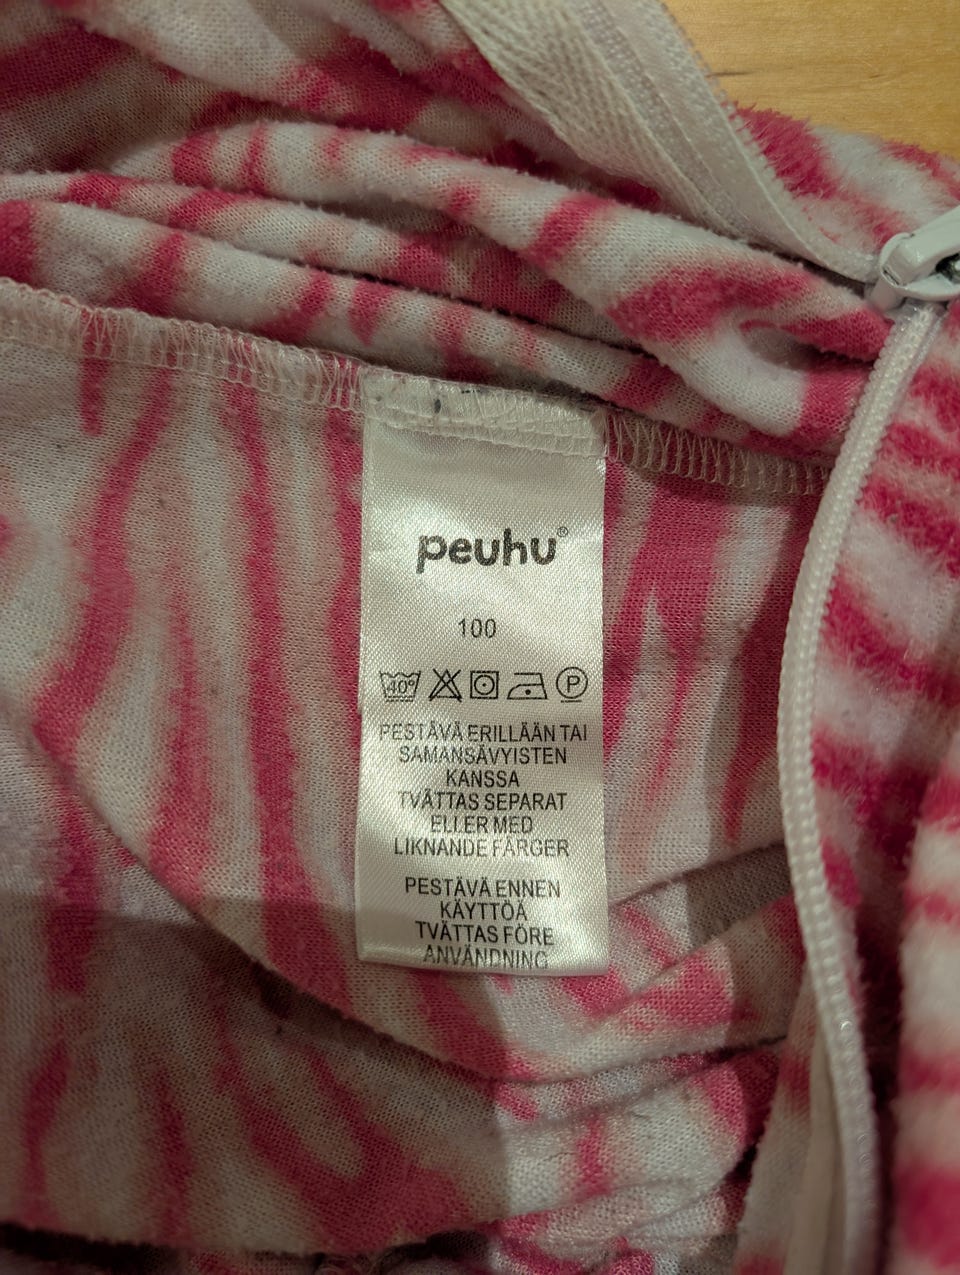 peuhu®
100
40° P
PESTÄVÄ ERILLÄÄN TAI
SAMANSÄVYISTEN
KANSSA
TVÄTTAS SEPARAT
ELLER MED
LIKNANDE FÄRGER
PESTÄVÄ ENNEN
KÄYTTÖÄ
TVÄTTAS FÖRE
ANVÄNDNING